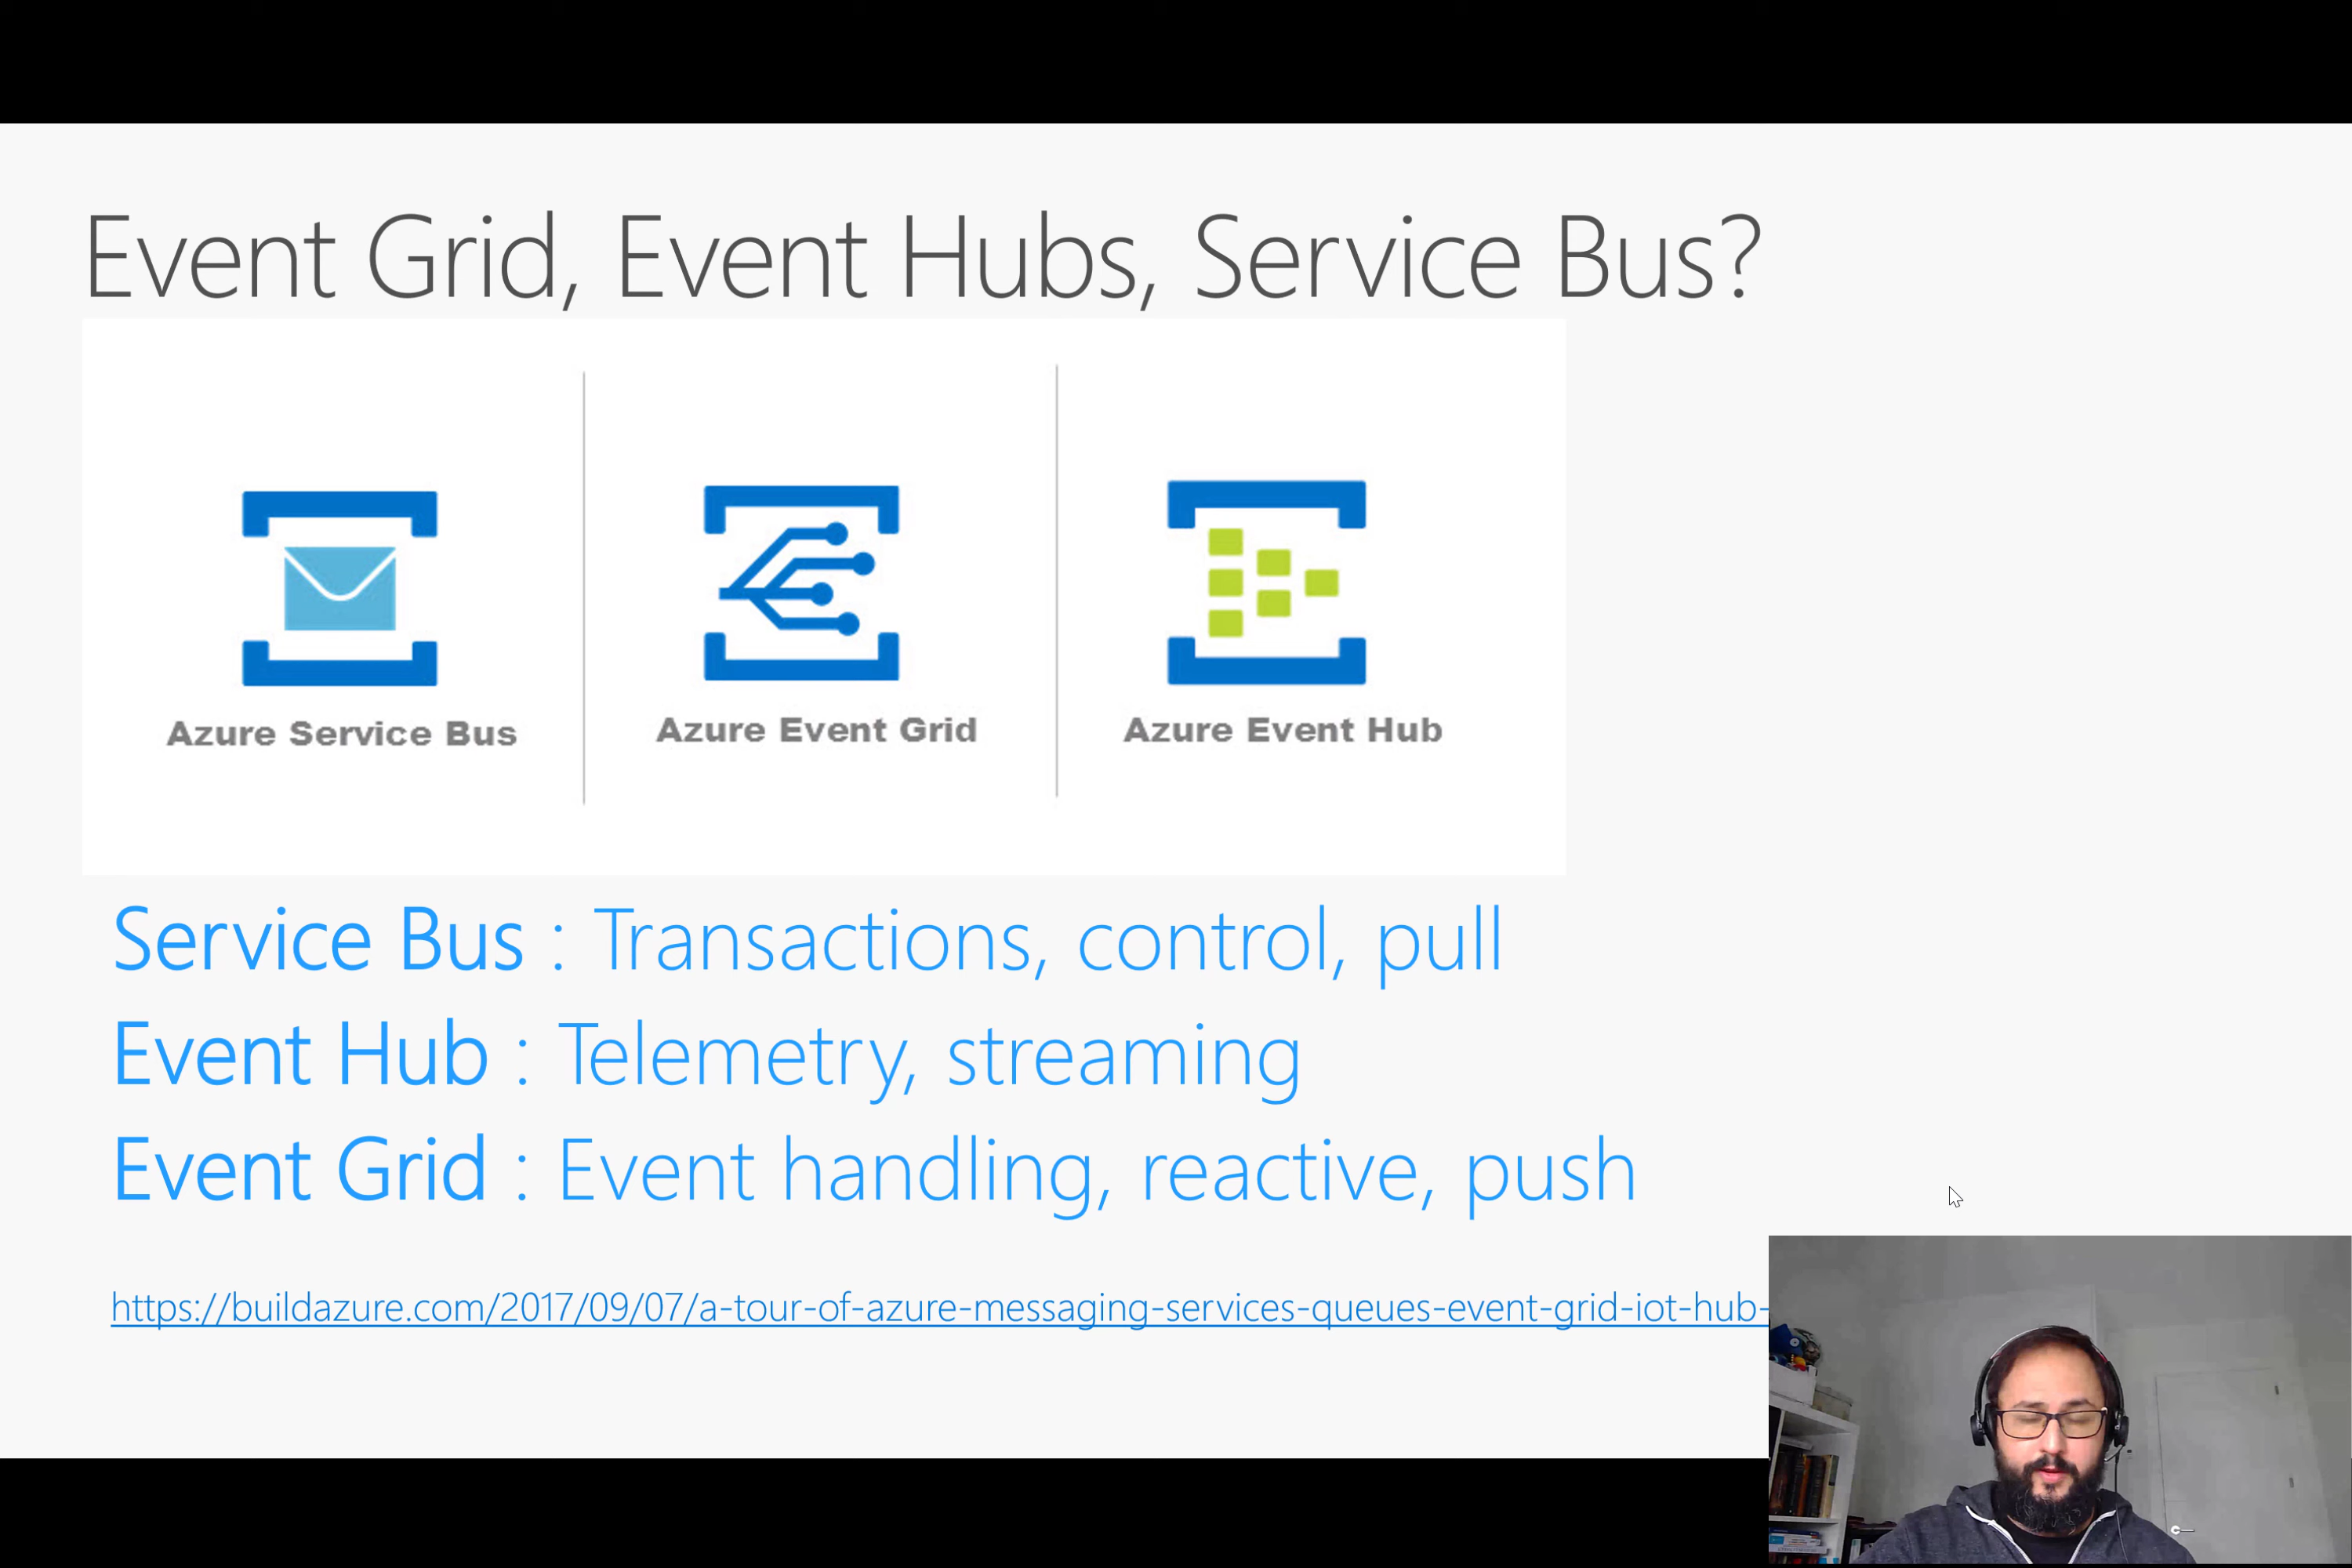 Event Grid, Event Hubs, Service Bus?
Azure Service Bus
Azure Event Grid
Azure Event Hub
Service Bus : Transactions, control, pull
Event Hub : Telemetry, streaming
Event Grid : Event handling, reactive, push
https://buildazure.com/2017/09/07/a-tour-of-azure-messaging-services-queues-event-grid-iot-hub-